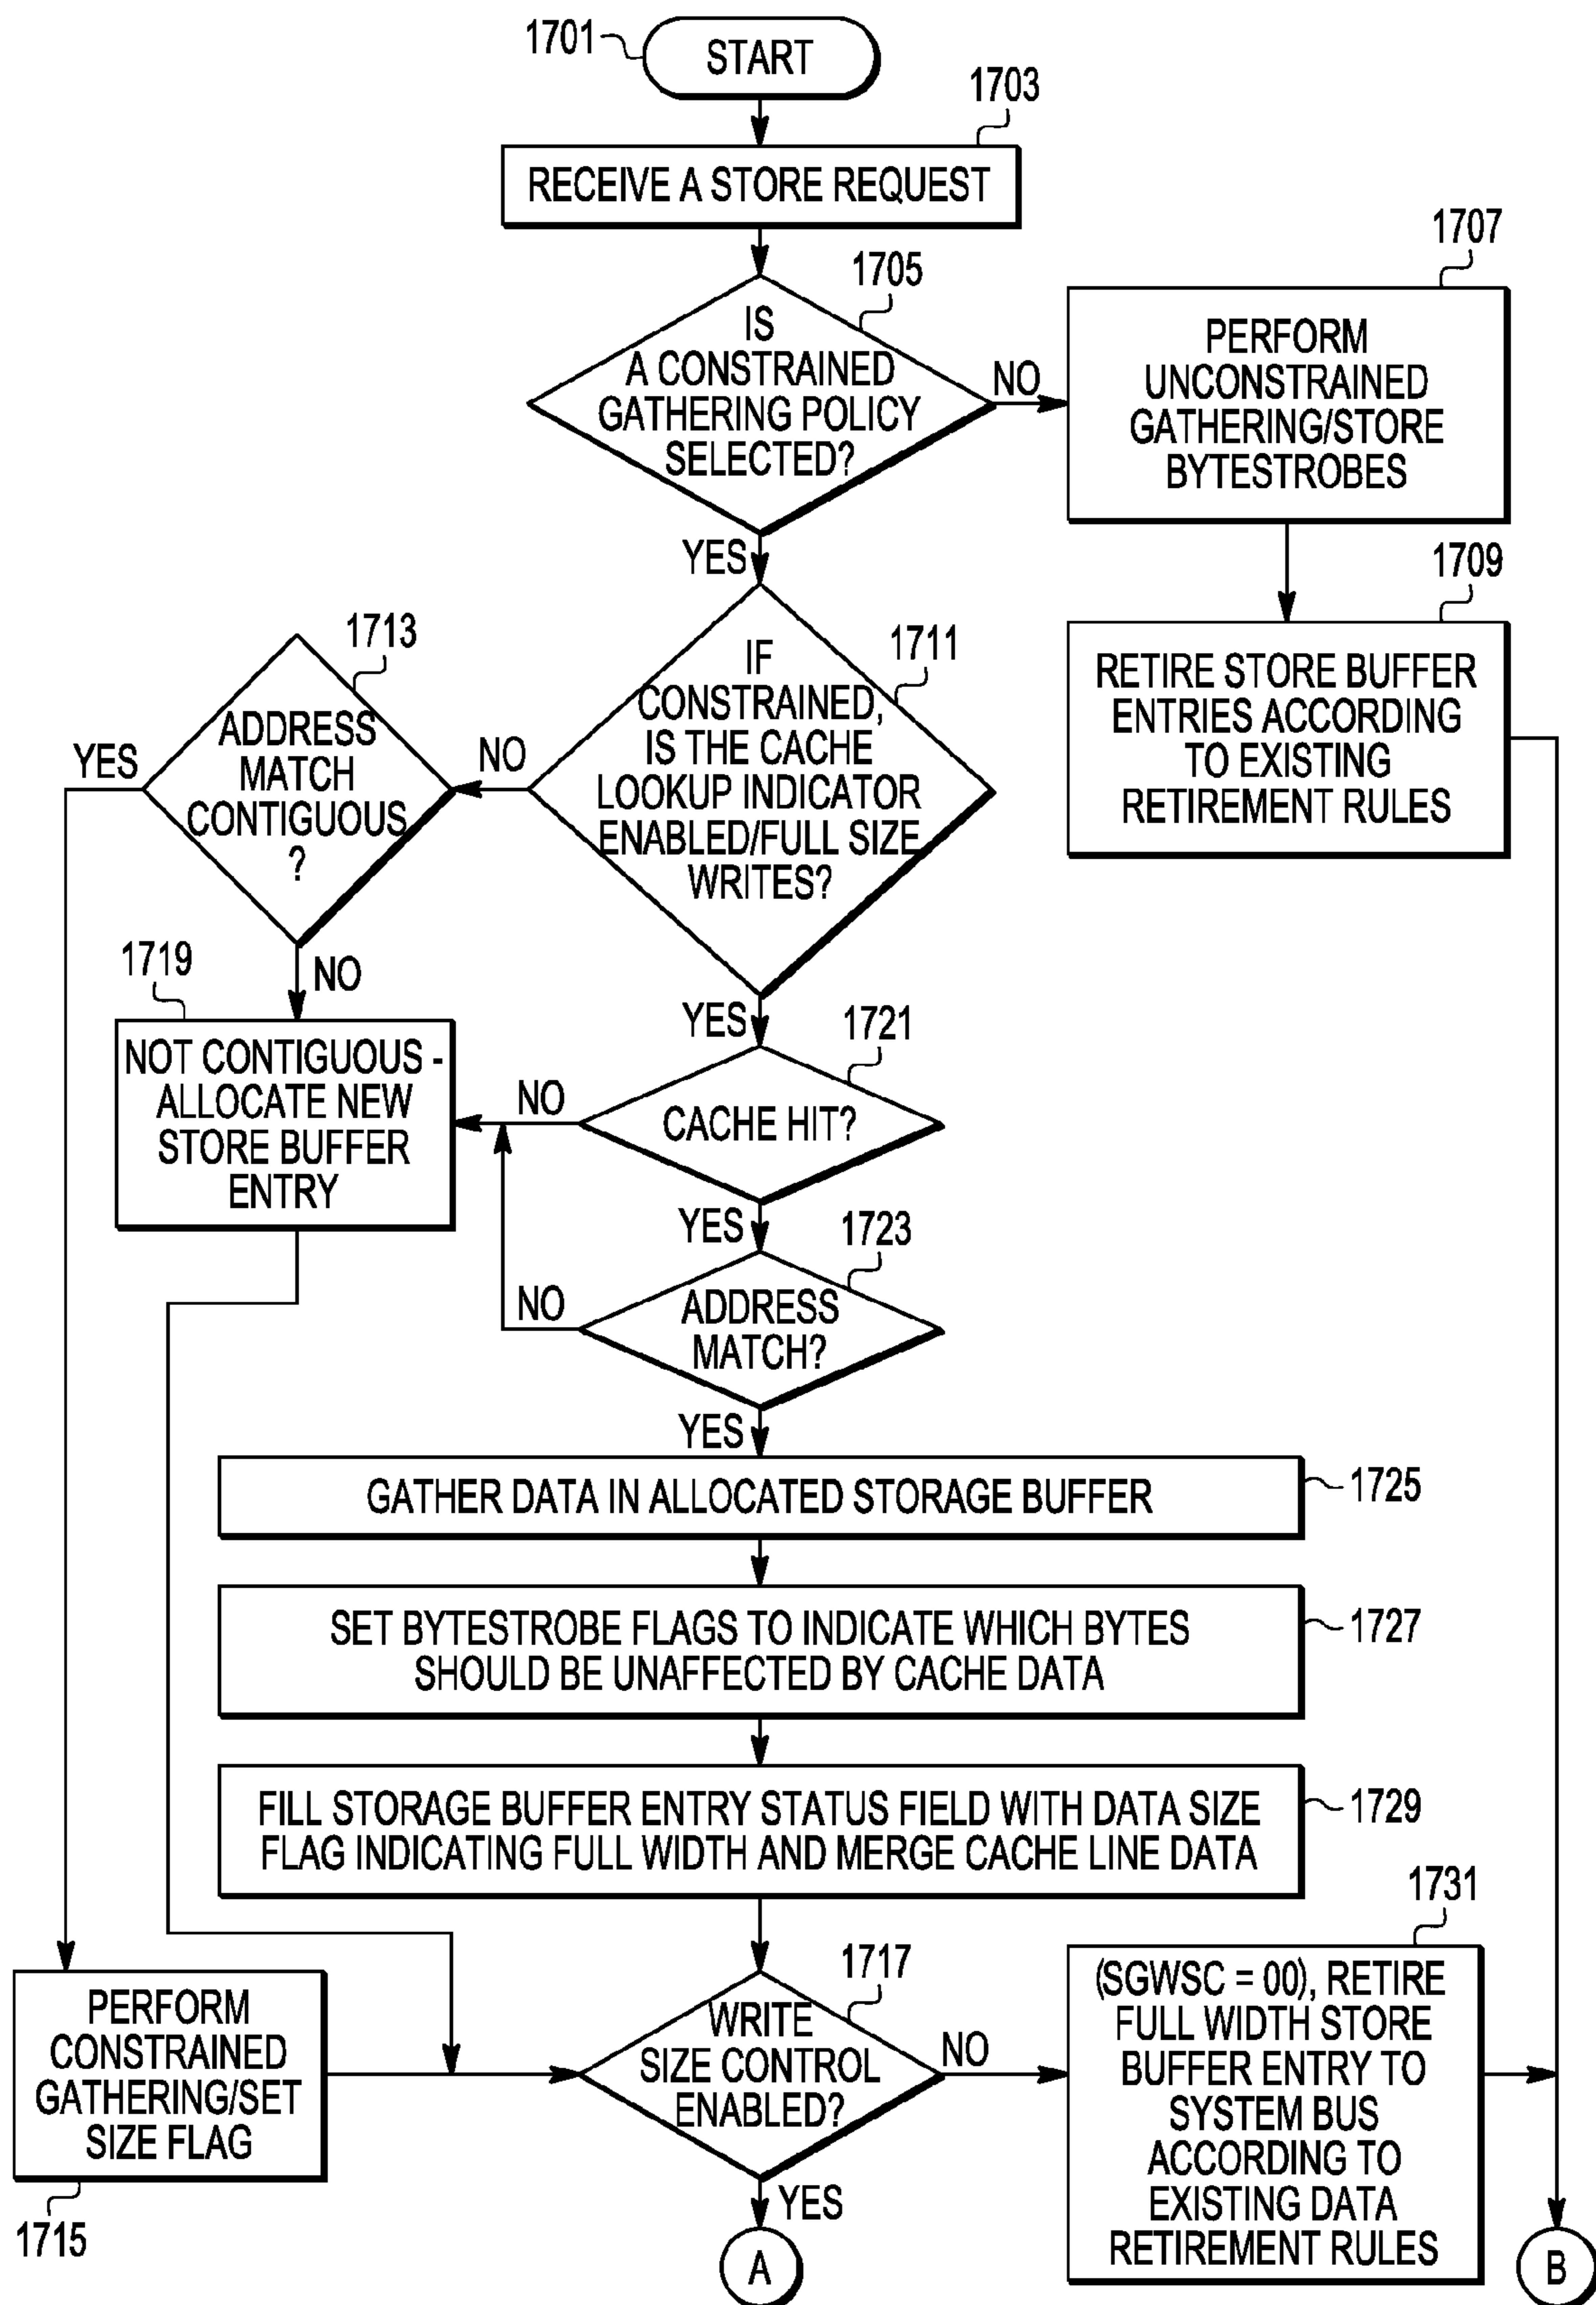 1701
START
1703
RECEIVE A STORE REQUEST
1705
IS
A CONSTRAINED
GATHERING POLICY
SELECTED?
NO
YES
1707
PERFORM
UNCONSTRAINED
GATHERING/STORE
BYTESTROBES
1709
RETIRE STORE BUFFER
ENTRIES ACCORDING
TO EXISTING
RETIREMENT RULES
1711
IF
CONSTRAINED,
IS THE CACHE
LOOKUP INDICATOR
ENABLED/FULL SIZE
WRITES?
NO
YES
1713
ADDRESS
MATCH
CONTIGUOUS
?
YES
NO
1719
NOT CONTIGUOUS -
ALLOCATE NEW
STORE BUFFER
ENTRY
1721
CACHE HIT?
NO
YES
1723
ADDRESS
MATCH?
NO
YES
GATHER DATA IN ALLOCATED STORAGE BUFFER
1725
SET BYTESTROBE FLAGS TO INDICATE WHICH BYTES
SHOULD BE UNAFFECTED BY CACHE DATA
1727
FILL STORAGE BUFFER ENTRY STATUS FIELD WITH DATA SIZE
FLAG INDICATING FULL WIDTH AND MERGE CACHE LINE DATA
1729
PERFORM
CONSTRAINED
GATHERING/SET
SIZE FLAG
1715
1717
WRITE
SIZE CONTROL
ENABLED?
NO
YES
1731
(SGWSC = 00), RETIRE
FULL WIDTH STORE
BUFFER ENTRY TO
SYSTEM BUS
ACCORDING TO
EXISTING DATA
RETIREMENT RULES
A
B